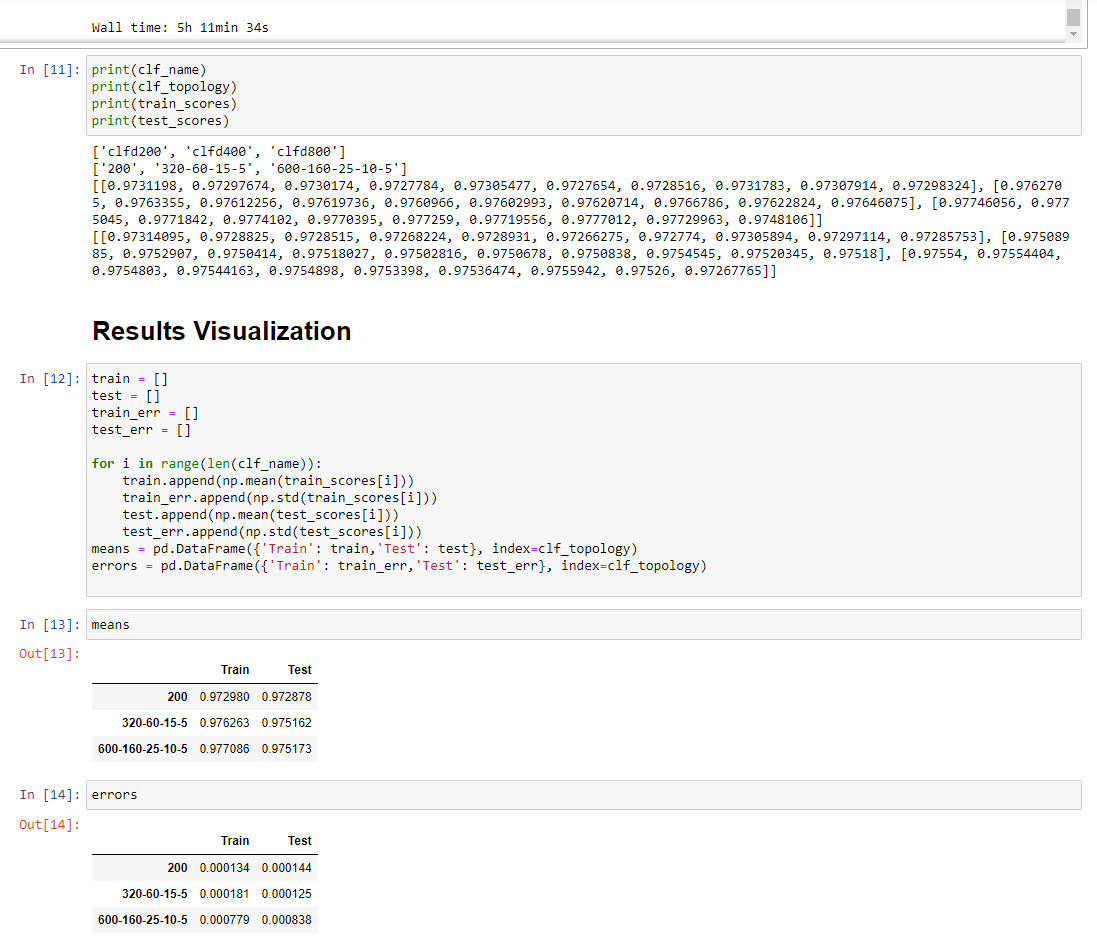 Wall time: 5h 11min 34s
In [11]:
print(clf_name)
print(clf_topology)
print(train_scores)
print(test_scores)
['clfd200', 'clfd400', 'clfd800']
['200', '320-60-15-5', '600-160-25-10-5']
[[0.9731198, 0.97297674, 0.9730174, 0.9727784, 0.97305477, 0.9727654, 0.9728516, 0.9731783, 0.97307914, 0.97298324], [0.976270
5, 0.9763355, 0.97612256, 0.97619736, 0.9760966, 0.97602993, 0.97620714, 0.9766786, 0.97622824, 0.97646075], [0.97746056, 0.977
5045, 0.9771842, 0.9774102, 0.9770395, 0.977259, 0.97719556, 0.9777012, 0.97729963, 0.9748106]]
[[0.97314095, 0.9728825, 0.9728515, 0.97268224, 0.9728931, 0.97266275, 0.972774, 0.97305894, 0.97297114, 0.97285753], [0.975089
85, 0.9752907, 0.9750414, 0.97518027, 0.97502816, 0.9750678, 0.9750838, 0.9754545, 0.97520345, 0.97518], [0.97554, 0.97554404,
0.9754803, 0.97544163, 0.9754898, 0.9753398, 0.97536474, 0.9755942, 0.97526, 0.97267765]]
Results Visualization
In [12]:
train = []
test = []
train_err = []
test_err = []
for i in range(len(clf_name)):
train.append(np.mean(train_scores[i]))
train_err.append(np.std(train_scores[i]))
test.append(np.mean(test_scores[i]))
test_err.append(np.std(test_scores[i]))
means = pd.DataFrame({'Train': train,'Test': test}, index=clf_topology)
errors = pd.DataFrame({'Train': train_err,'Test': test_err}, index=clf_topology)
In [13]:
means
Out[13]:
Train Test
200 0.972980 0.972878
320-60-15-5 0.976263 0.975162
600-160-25-10-5 0.977086 0.975173
In [14]:
errors
Out[14]:
Train Test
200 0.000134 0.000144
320-60-15-5 0.000181 0.000125
600-160-25-10-5 0.000779 0.000838